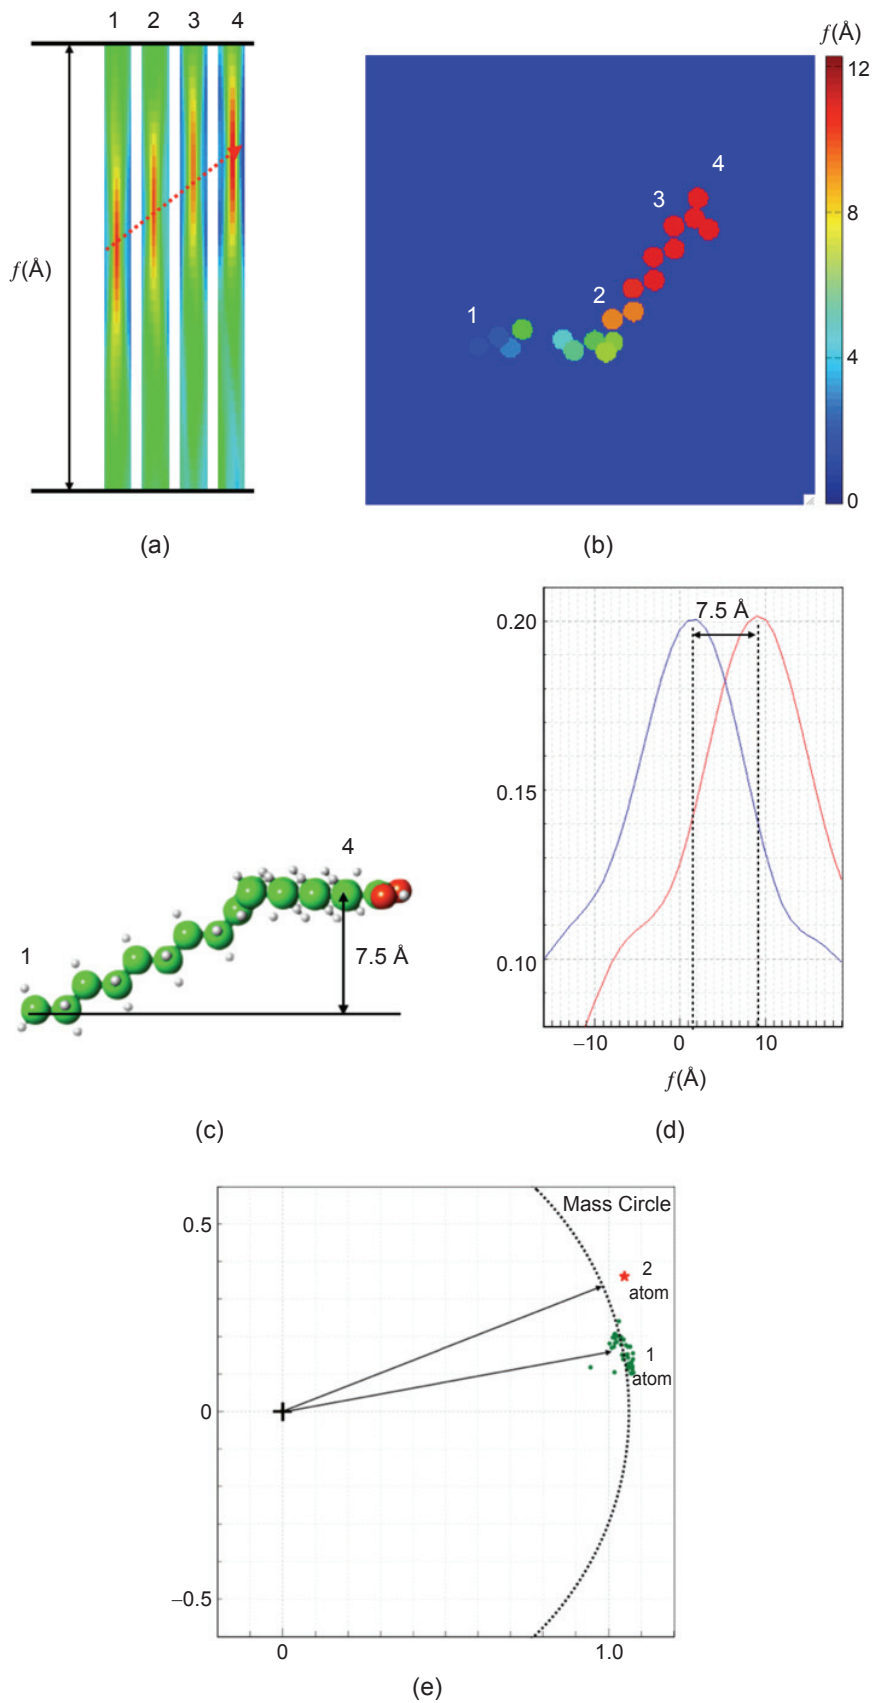 1 2 3 4
f(Å)
(a)
f(Å)
12
8
4
0
1
2
3
4
(b)
1
4
7.5 Å
(c)
7.5 Å
0.20
0.15
0.10
−10 0 10
f(Å)
(d)
Mass Circle
2
atom
1
atom
0.5
0
−0.5
0 1.0
(e)